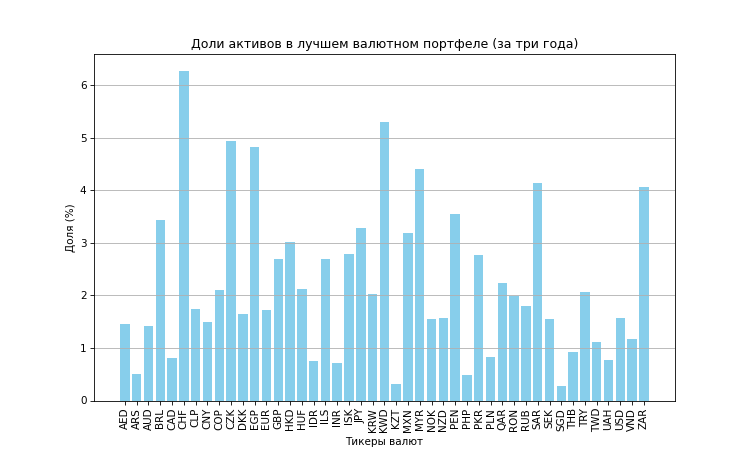 Доли активов в лучшем валютном портфеле (за три года)
Доля (%)
6
5
4
3
2
1
0
AED ARS AUD BRL CAD CHF CLP CNY COP CZK DKK EGP EUR GBP HKD HUF IDR ILS INR ISK JPY KRW KWD KZT MXN MYR NOK NZD PEN PHP PKR PLN QAR RON RUB SAR SEK SGD THB TRY TWD UAH USD VND ZAR
Тикеры валют